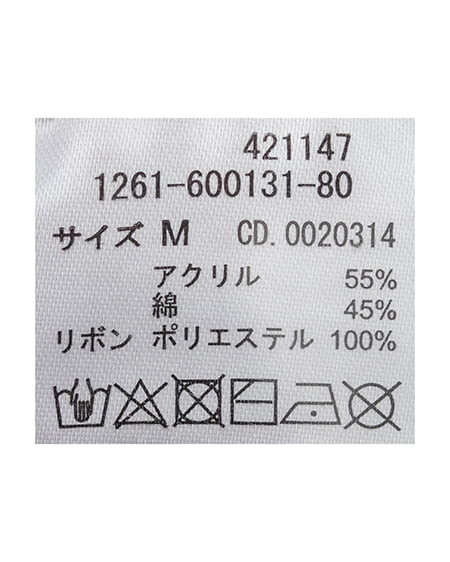 421147
1261-600131-80
サイズ M CD. 0020314
アクリル 55%
綿 45%
リボン ポリエステル 100%